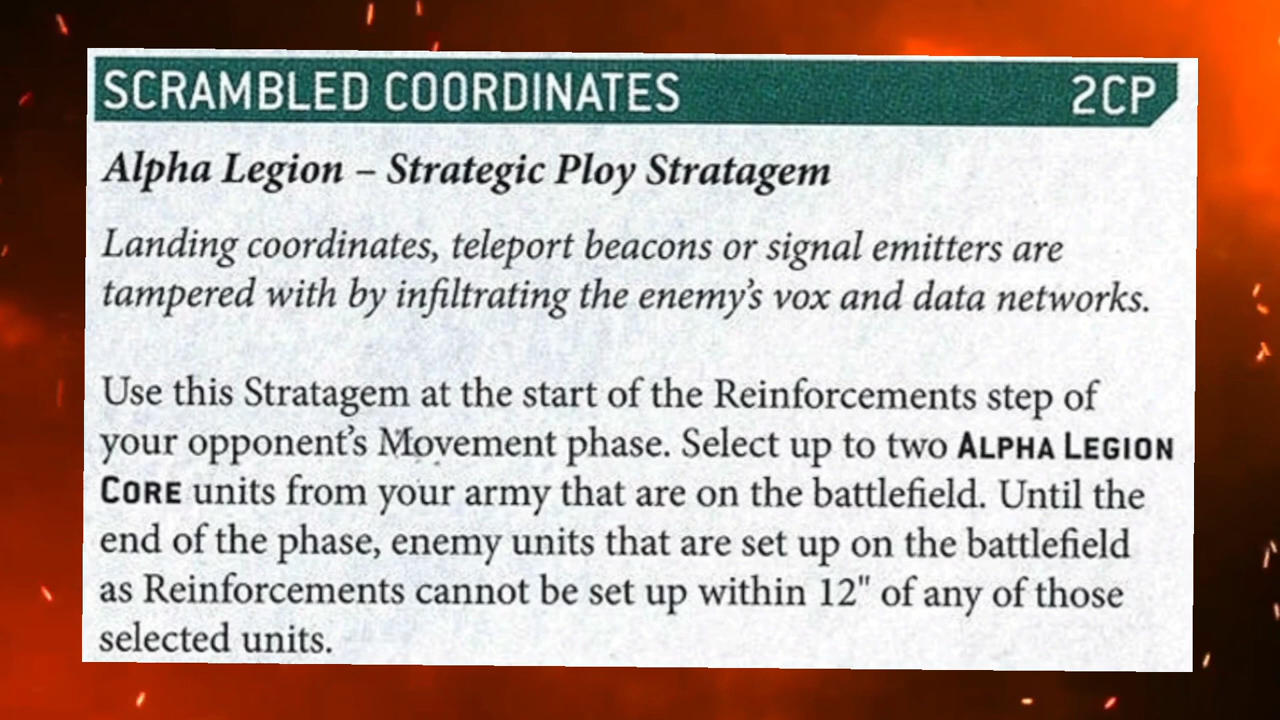 SCRAMBLED COORDINATES 2CP
Alpha Legion – Strategic Ploy Stratagem
Landing coordinates, teleport beacons or signal emitters are
tampered with by infiltrating the enemy's vox and data networks.
Use this Stratagem at the start of the Reinforcements step of
your opponent's Movement phase. Select up to two ALPHA LEGION
CORE units from your army that are on the battlefield. Until the
end of the phase, enemy units that are set up on the battlefield
as Reinforcements cannot be set up within 12" of any of those
selected units.